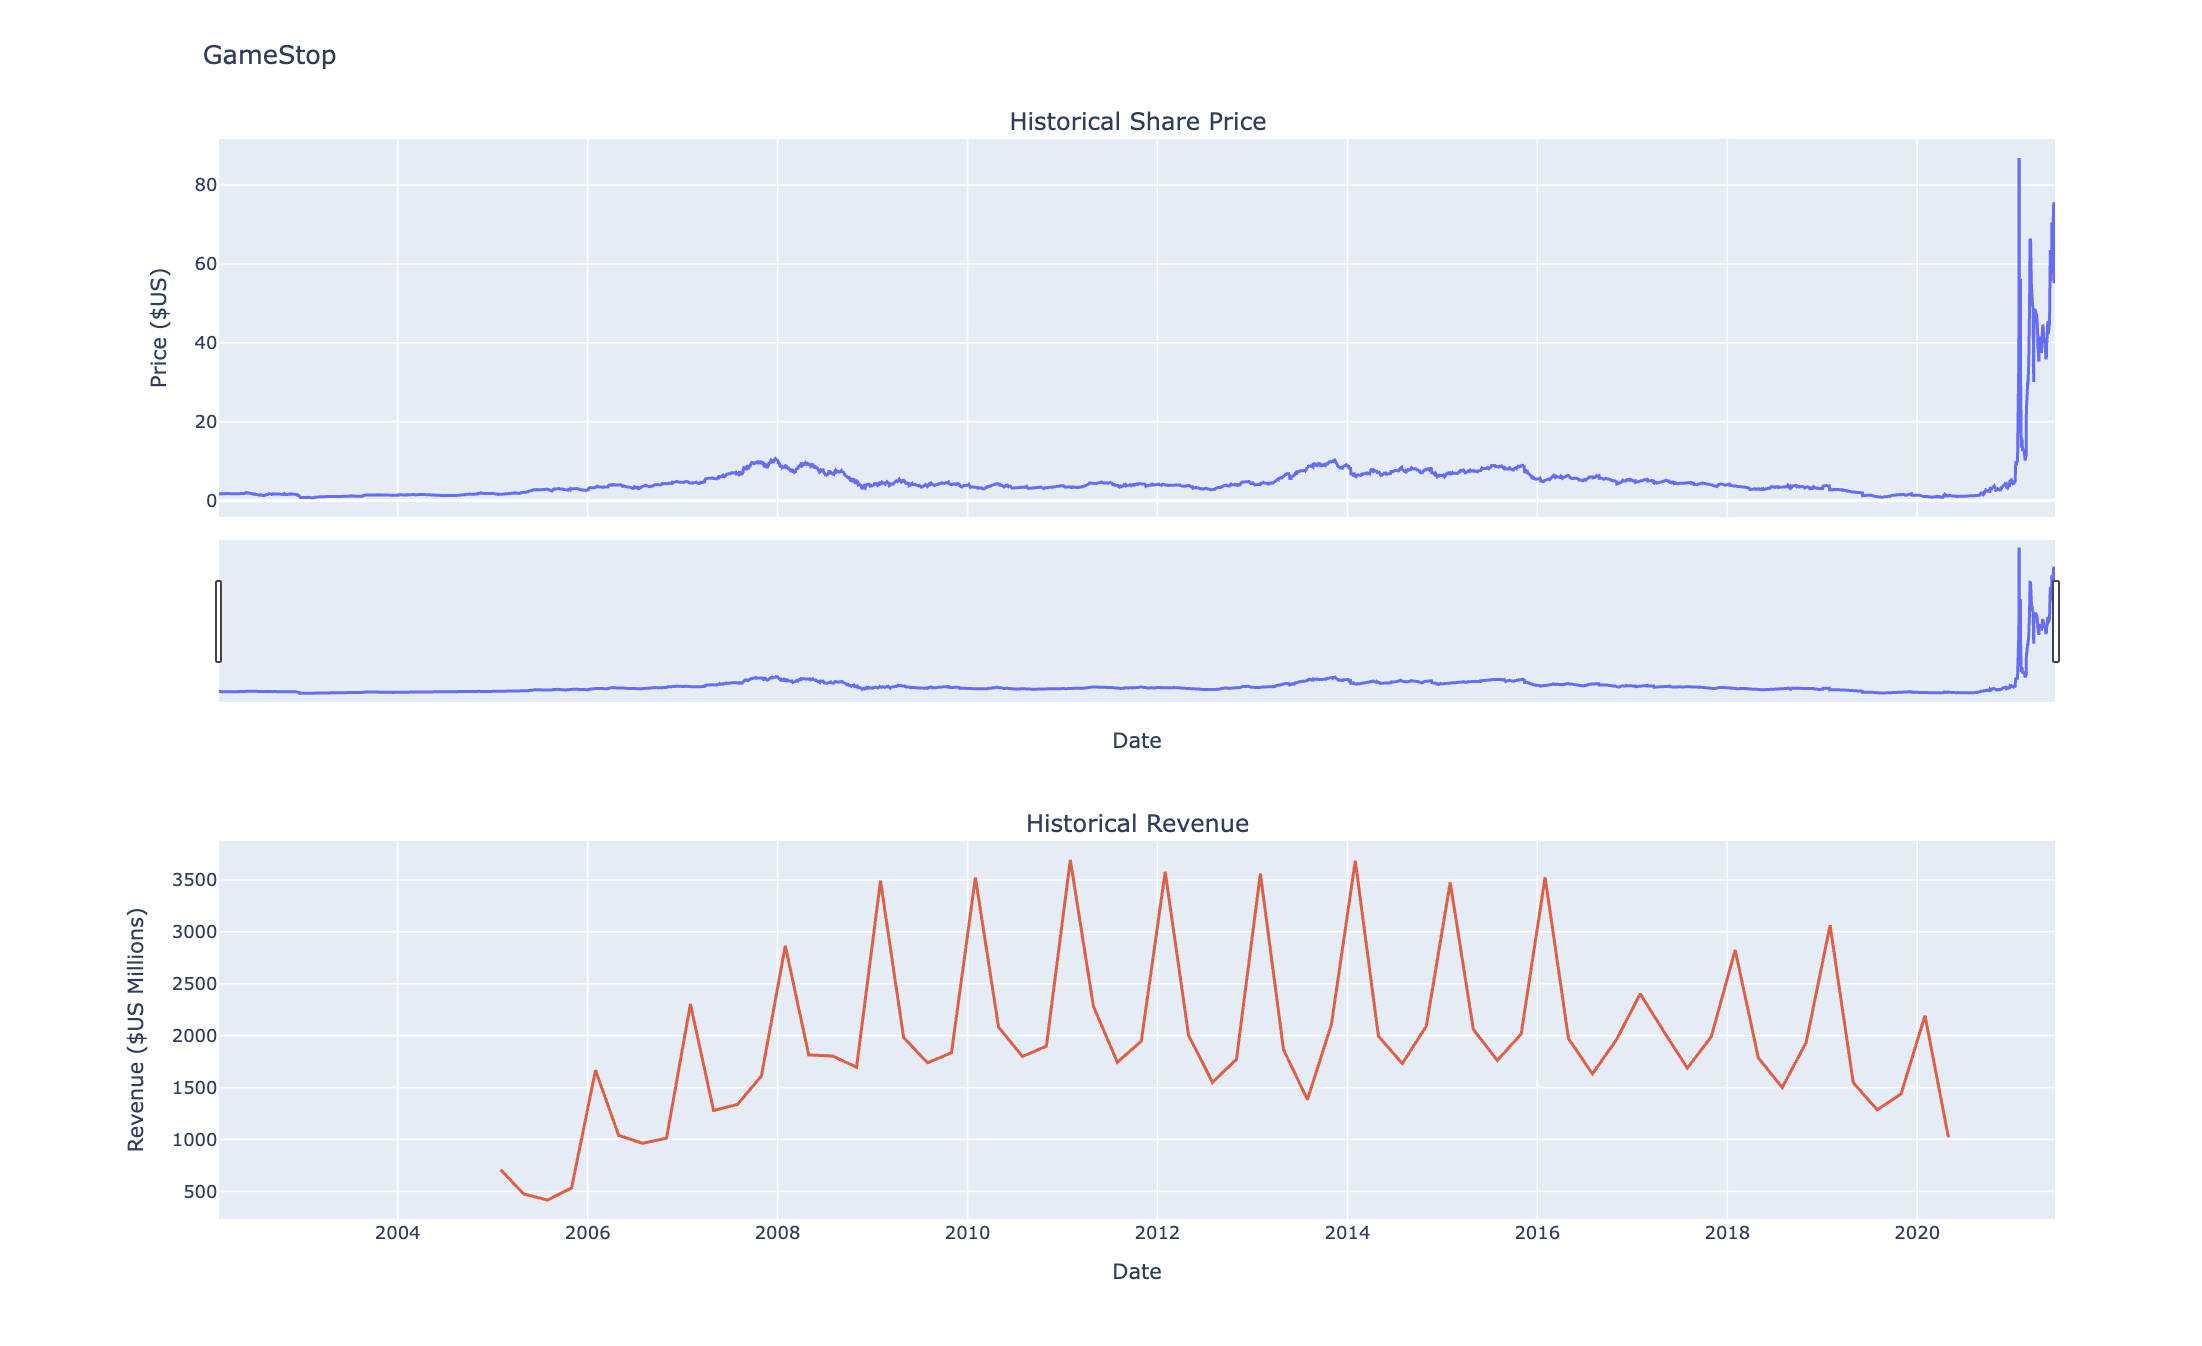 GameStop
Historical Share Price
Price ($US)
80
60
40
20
0
Date
Historical Revenue
Revenue ($US Millions)
3500
3000
2500
2000
1500
1000
500
2004 2006 2008 2010 2012 2014 2016 2018 2020
Date